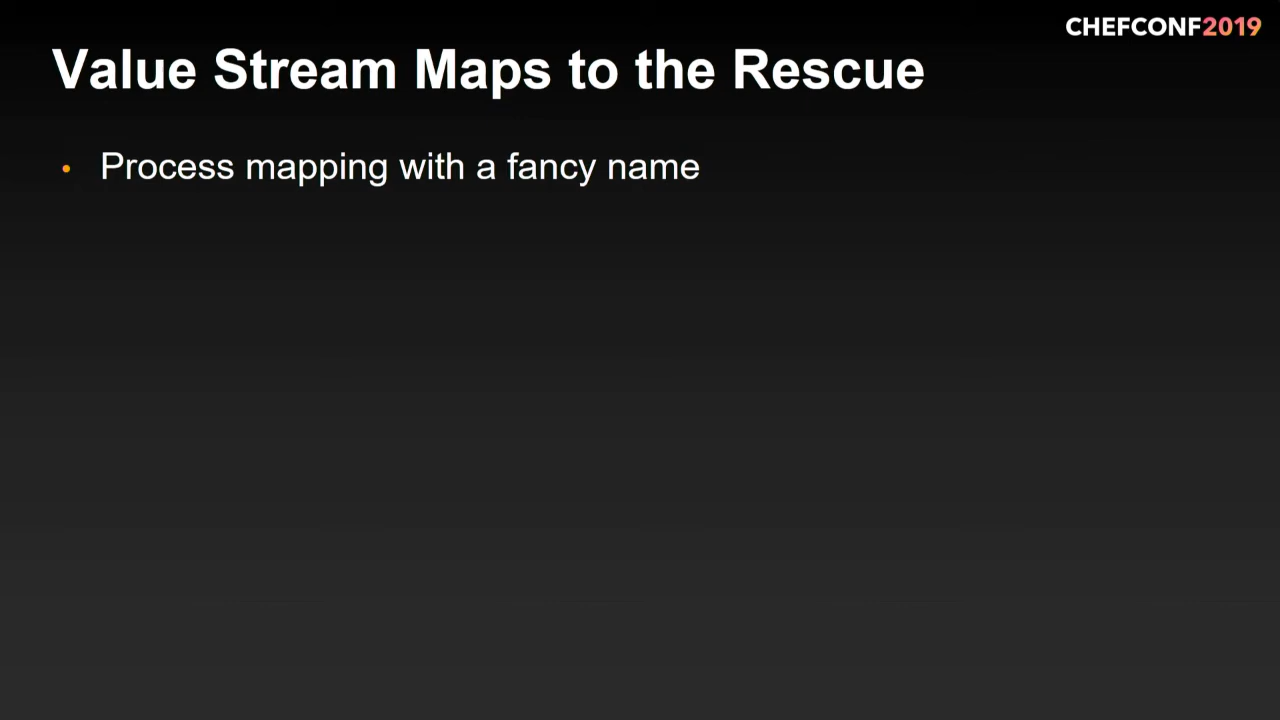 CHEFCONF2019
Value Stream Maps to the Rescue
• Process mapping with a fancy name